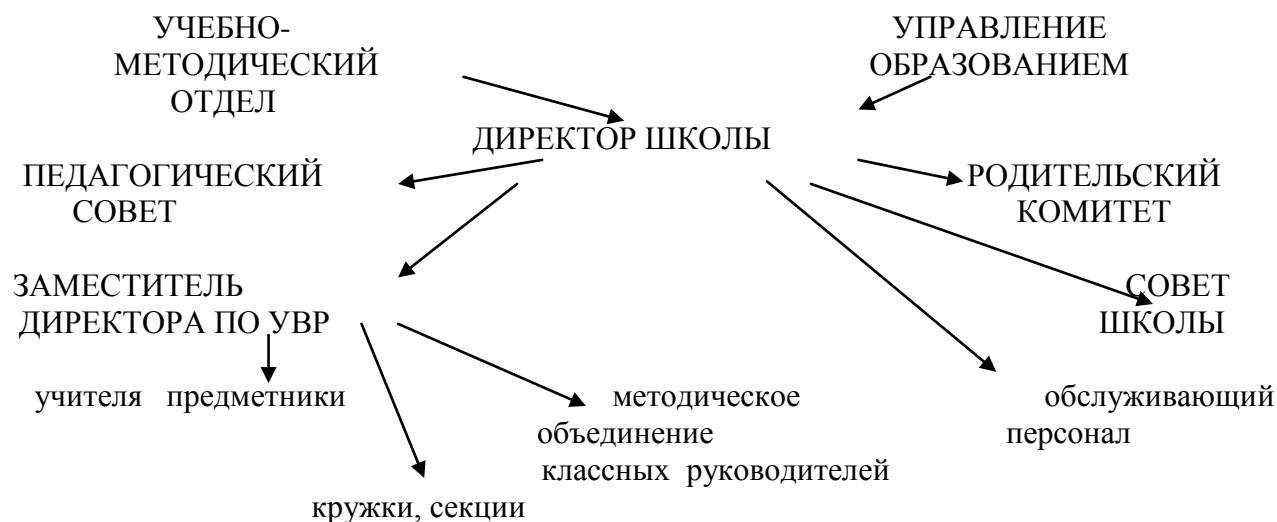 УЧЕБНО-
МЕТОДИЧЕСКИЙ
ОТДЕЛ
УПРАВЛЕНИЕ
ОБРАЗОВАНИЕМ
ДИРЕКТОР ШКОЛЫ
ПЕДАГОГИЧЕСКИЙ
СОВЕТ
РОДИТЕЛЬСКИЙ
КОМИТЕТ
ЗАМЕСТИТЕЛЬ
ДИРЕКТОРА ПО УВР
СОВЕТ
ШКОЛЫ
учителя предметники
методическое
объединение
классных руководителей
обслуживающий
персонал
кружки, секции